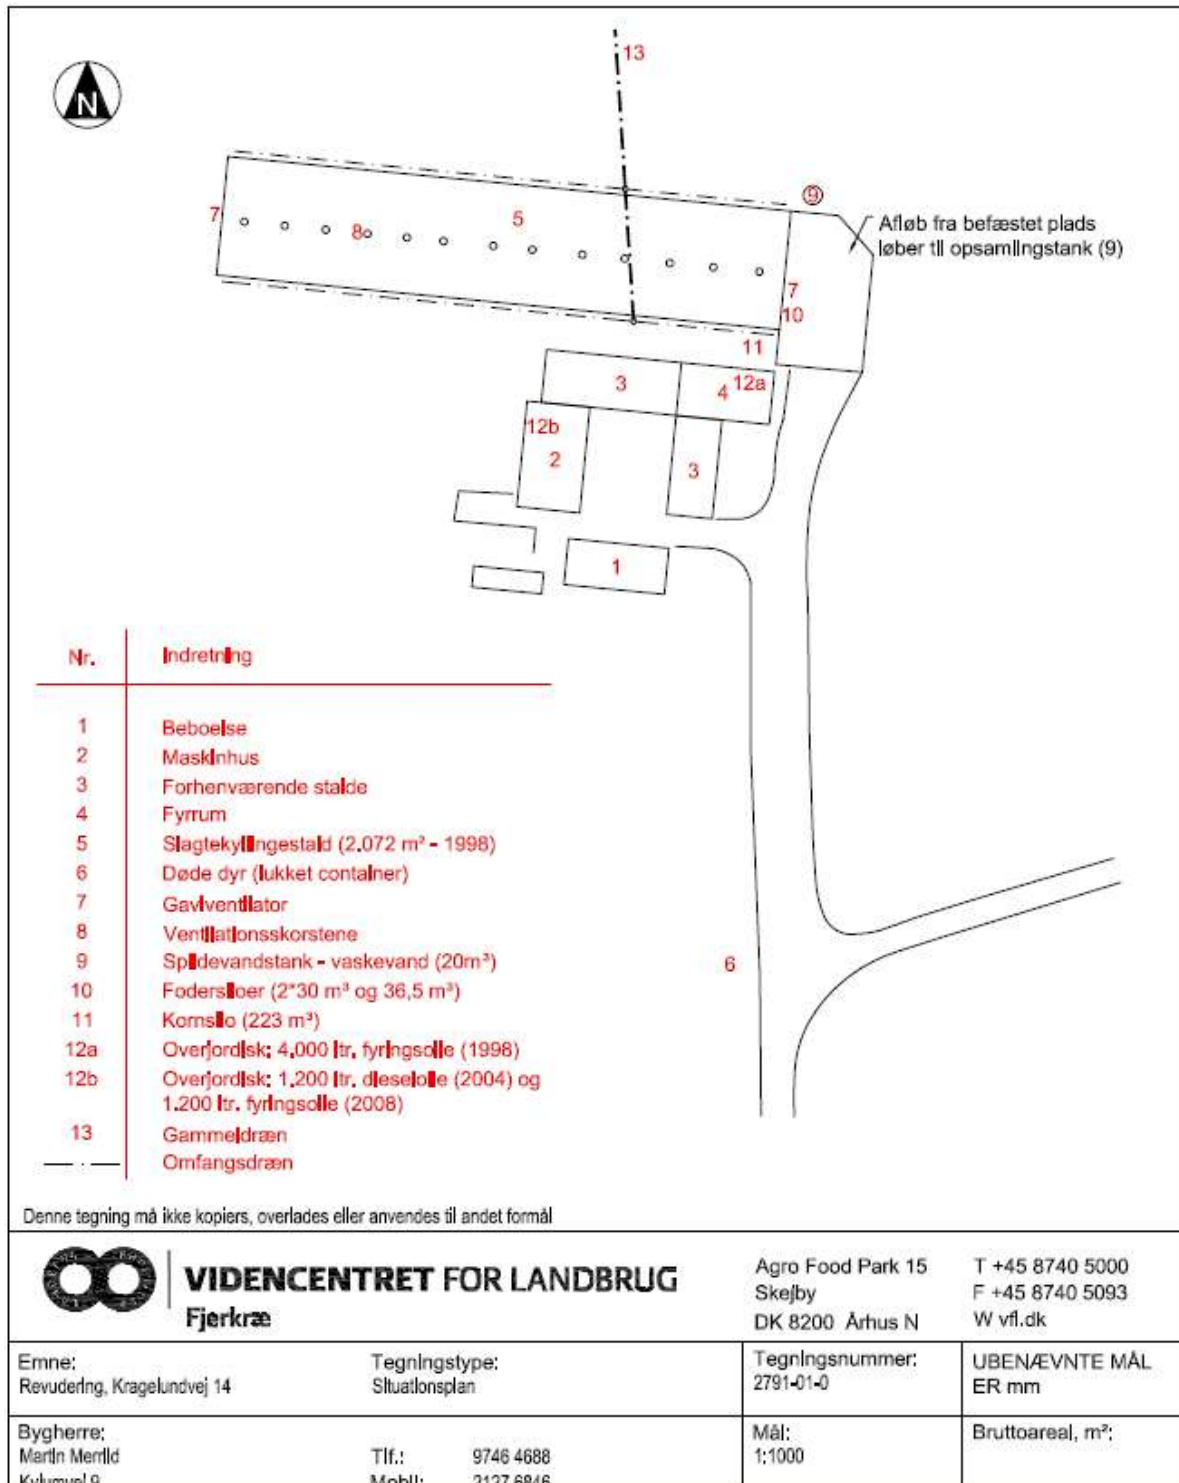 13
N
9
7
5
8
Afløb fra befæstet plads
løber til opsamlingstank (9)
7
10
11
3
4
12a
12b
2
3
1
6
Nr. Indretning
1 Beboelse
2 Maskinhus
3 Forhenværende stalde
4 Fyrrum
5 Slagtekyllingestald (2.072 m² - 1998)
6 Døde dyr (lukket container)
7 Gavlventilator
8 Ventilationsskorstene
9 Spildevandstank - vaskevand (20m³)
10 Fodersiloer (2*30 m³ og 36,5 m³)
11 Kornsilo (223 m³)
12a Overjordisk: 4.000 ltr. fyringsolie (1998)
12b Overjordisk: 1.200 ltr. dieselolie (2004) og
1.200 ltr. fyringsolie (2008)
13 Gammeldræn
Omfangsdræn
Denne tegning må ikke kopiers, overlades eller anvendes til andet formål
VIDENCENTRET FOR LANDBRUG
Fjerkræ
Agro Food Park 15
Skejby
DK 8200 Århus N
T +45 8740 5000
F +45 8740 5093
W vfl.dk
Emne:
Revudering, Kragelundvej 14
Tegningstype:
Situationsplan
Tegningsnummer:
2791-01-0
UBENÆVNTE MÅL
ER mm
Bygherre:
Martin Merrild
Tlf.: 9746 4688
Mobil: 2127 6846
Mål:
1:1000
Bruttoareal, m²: